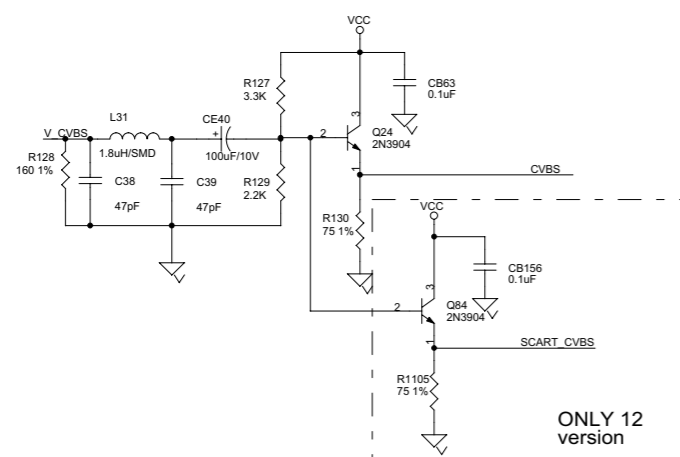 VCC
R127
3.3K
CB63
0.1uF
3
L31
CE40
V_CVBS
+
2
Q24
2N3904
1.8uH/SMD
100uF/10V
R128
160 1%
C38
C39
R129
2.2K
1
CVBS
47pF
47pF
R130
75 1%
VCC
CB156
0.1uF
3
2
Q84
2N3904
1
SCART_CVBS
R1105
75 1%
ONLY 12
version